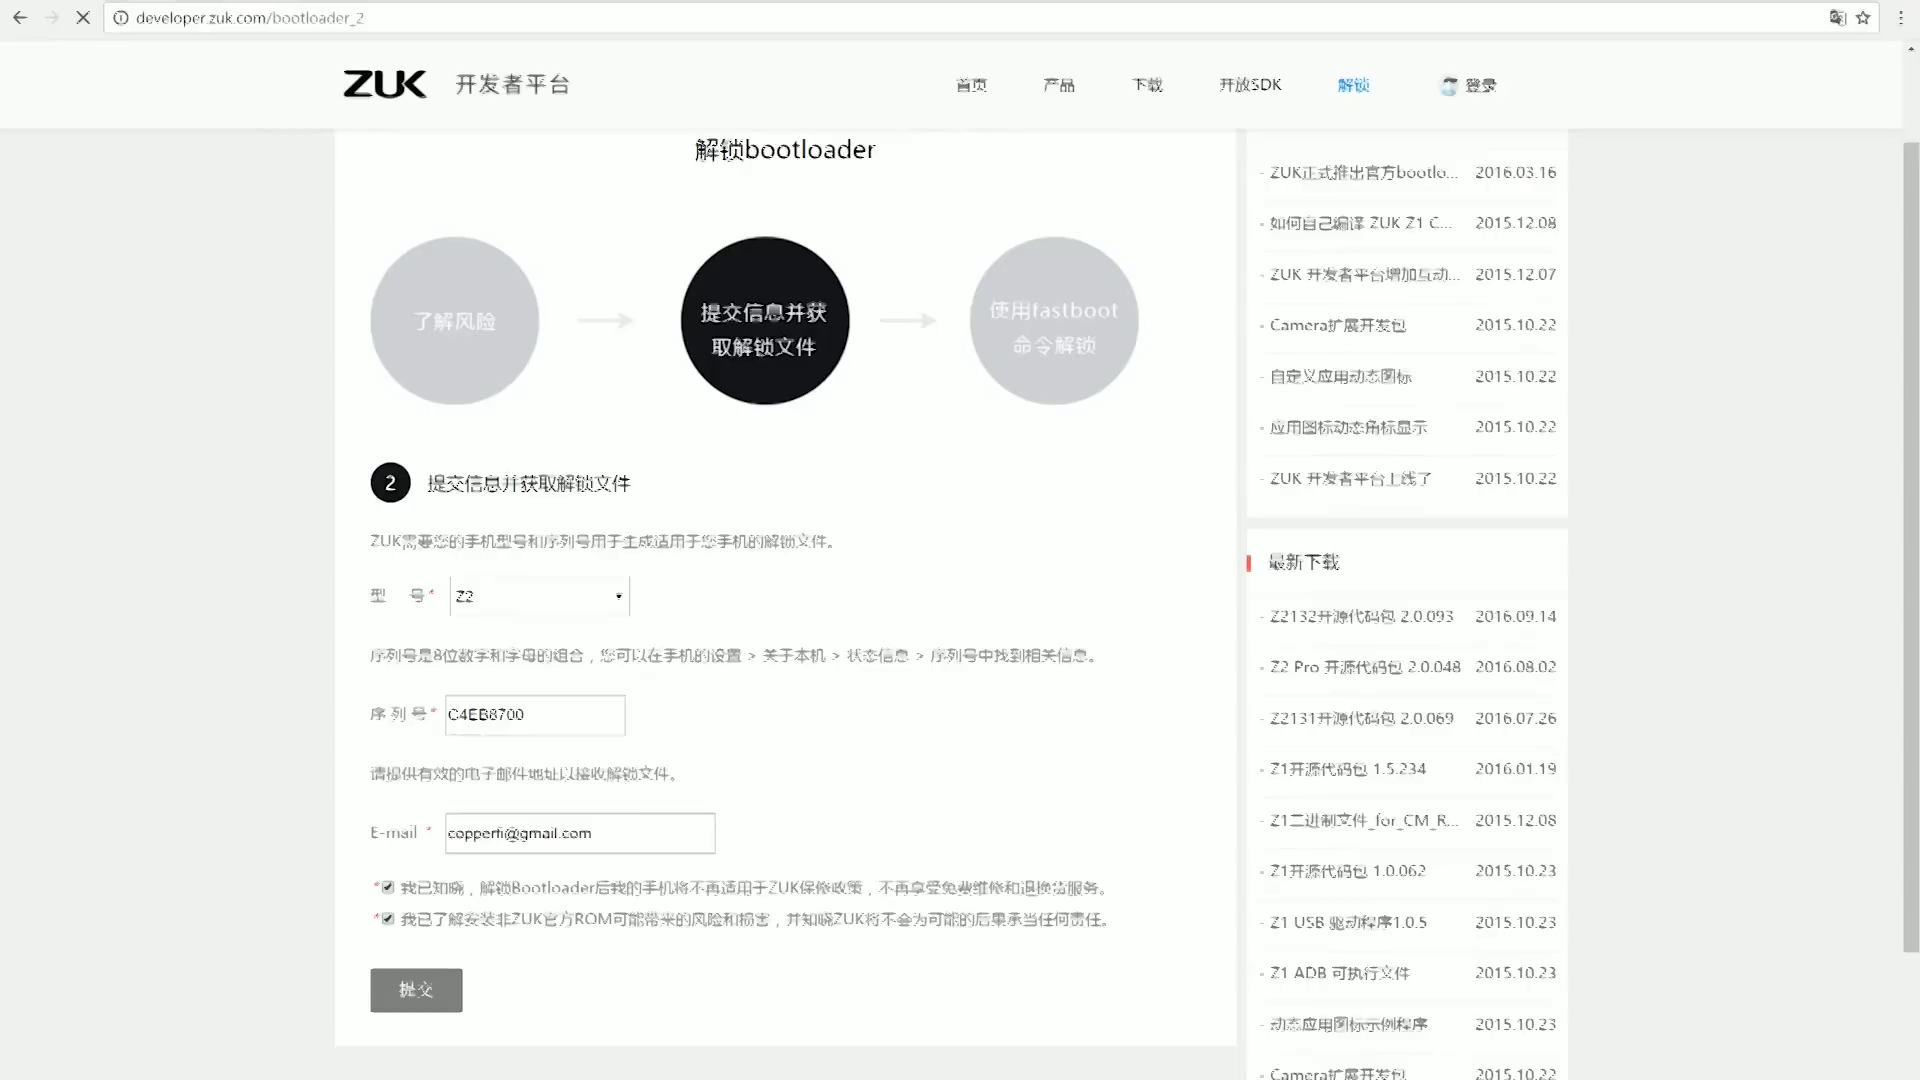 developer.zuk.com/bootloader_2
ZUK 开发者平台
首页 产品 下载 开放SDK 解锁 登录
解锁bootloader
了解风险
提交信息并获
取解锁文件
使用fastboot
命令解锁
2 提交信息并获取解锁文件
ZUK需要您的手机型号和序列号用于生成适用于您手机的解锁文件。
型 号* Z2
序列号是8位数字和字母的组合，您可以在手机的设置 > 关于本机 > 状态信息 > 序列号中找到相关信息。
序列号* C4EB8700
请提供有效的电子邮件地址以接收解锁文件。
E-mail * copperfi@gmail.com
*我已知晓，解锁Bootloader后我的手机将不再适用于ZUK保修政策，不再享受免费维修和退换货服务。
*我已了解安装非ZUK官方ROM可能带来的风险和损害，并知晓ZUK将不会为可能的后果承当任何责任。
提交
ZUK正式推出官方bootlo... 2016.03.16
如何自己编译 ZUK Z1 C... 2015.12.08
ZUK 开发者平台增加互动... 2015.12.07
Camera扩展开发包 2015.10.22
自定义应用动态图标 2015.10.22
应用图标动态角标显示 2015.10.22
ZUK 开发者平台上线了 2015.10.22
最新下载
Z2132开源代码包 2.0.093 2016.09.14
Z2 Pro 开源代码包 2.0.048 2016.08.02
Z2131开源代码包 2.0.069 2016.07.26
Z1开源代码包 1.5.234 2016.01.19
Z1二进制文件_for_CM_R... 2015.12.08
Z1开源代码包 1.0.062 2015.10.23
Z1 USB 驱动程序1.0.5 2015.10.23
Z1 ADB 可执行文件 2015.10.23
动态应用图标示例程序 2015.10.23
Camera扩展开发包 2015.10.22